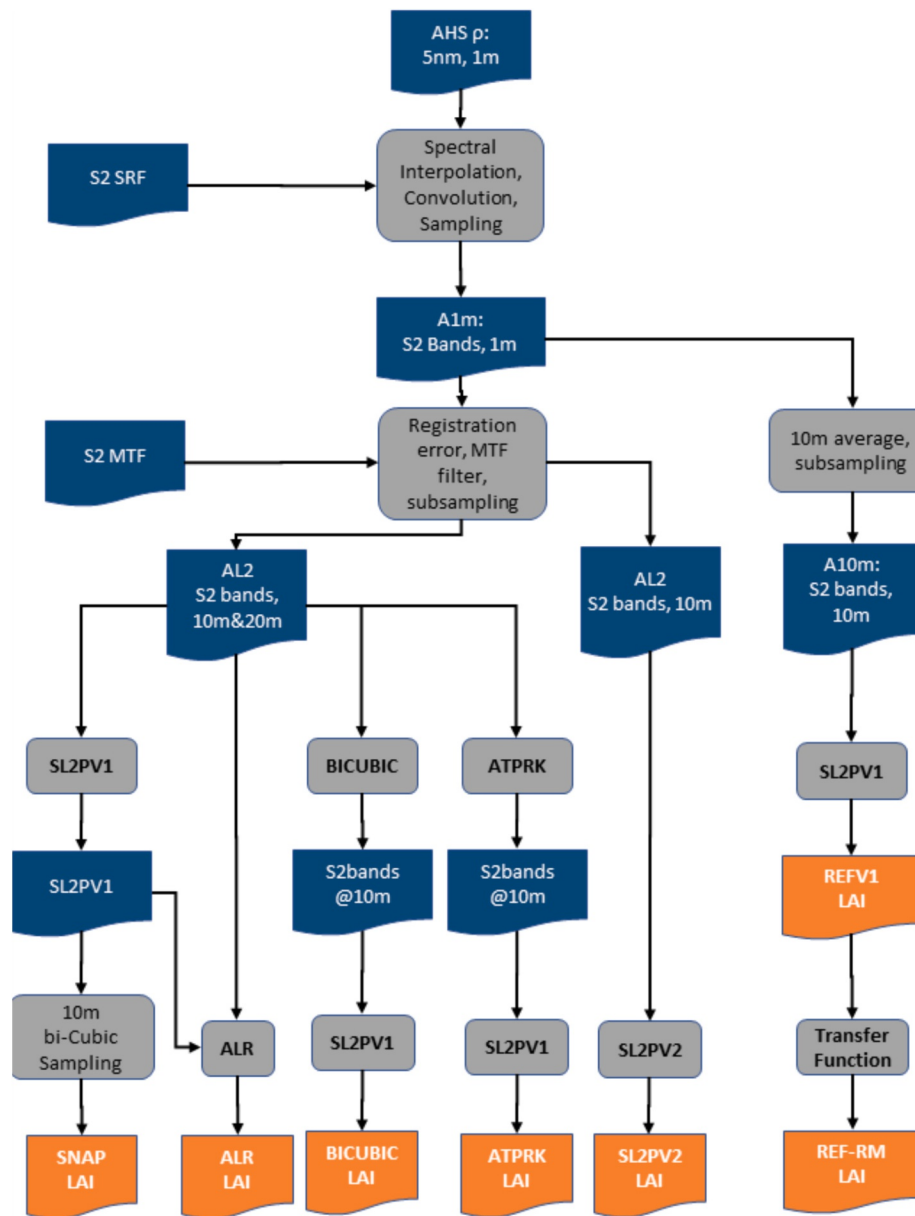 AHS ρ:
5nm, 1m
S2 SRF
Spectral
Interpolation,
Convolution,
Sampling
A1m:
S2 Bands, 1m
S2 MTF
Registration
error, MTF
filter,
subsampling
10m average,
subsampling
AL2
S2 bands,
10m&20m
AL2
S2 bands, 10m
A10m:
S2 bands,
10m
SL2PV1
BICUBIC
ATPRK
SL2PV1
SL2PV1
S2bands
@10m
S2bands
@10m
REFV1
LAI
10m
bi-Cubic
Sampling
ALR
SL2PV1
SL2PV1
SL2PV2
Transfer
Function
SNAP
LAI
ALR
LAI
BICUBIC
LAI
ATPRK
LAI
SL2PV2
LAI
REF-RM
LAI